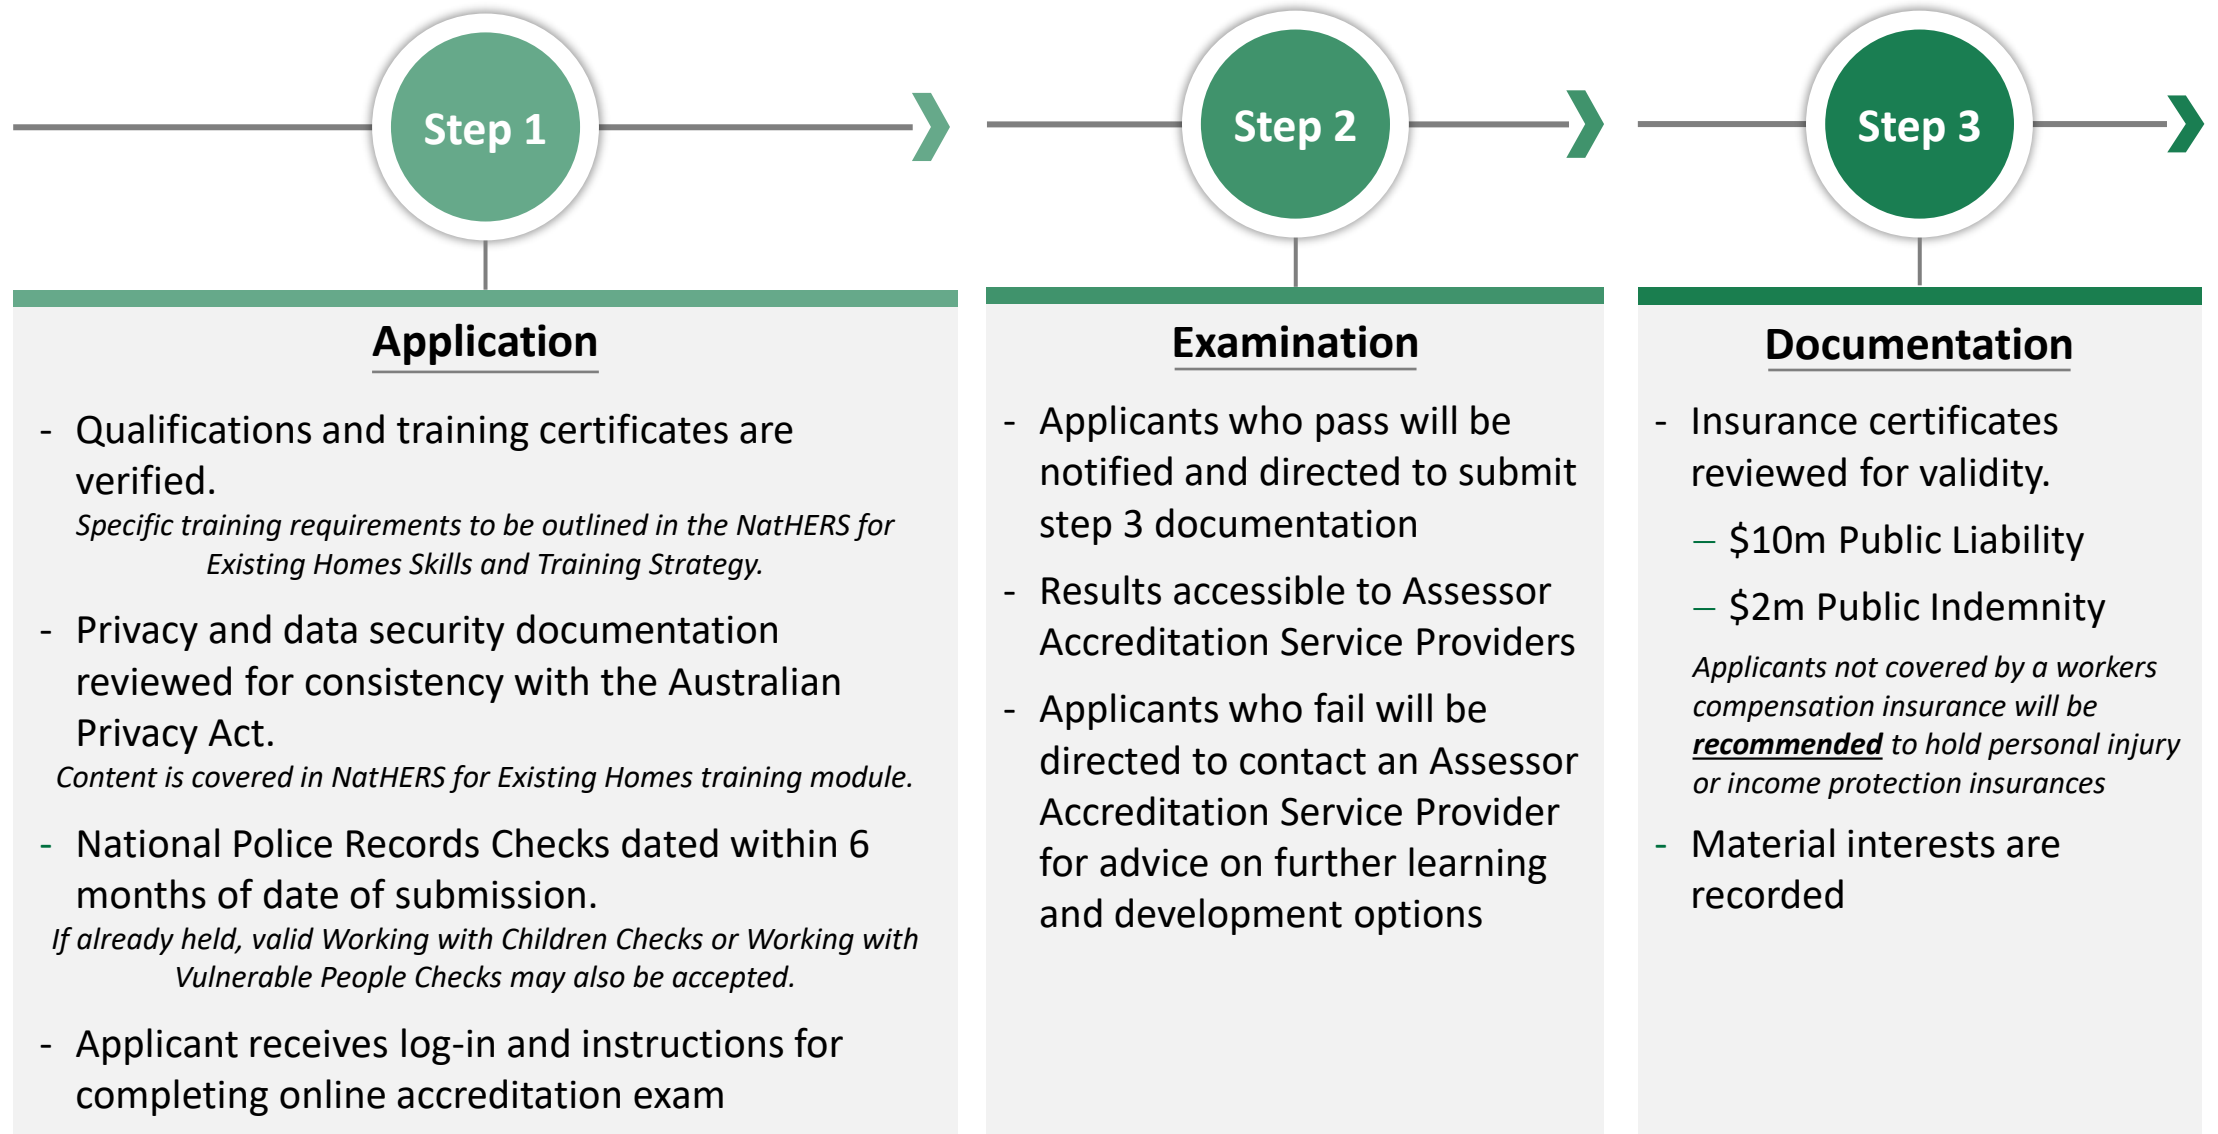 Step 1
Application
- Qualifications and training certificates are
verified.
Specific training requirements to be outlined in the NatHERS for
Existing Homes Skills and Training Strategy.
- Privacy and data security documentation
reviewed for consistency with the Australian
Privacy Act.
Content is covered in NatHERS for Existing Homes training module.
- National Police Records Checks dated within 6
months of date of submission.
If already held, valid Working with Children Checks or Working with
Vulnerable People Checks may also be accepted.
- Applicant receives log-in and instructions for
completing online accreditation exam
Step 2
Examination
- Applicants who pass will be
notified and directed to submit
step 3 documentation
- Results accessible to Assessor
Accreditation Service Providers
- Applicants who fail will be
directed to contact an Assessor
Accreditation Service Provider
for advice on further learning
and development options
Step 3
Documentation
- Insurance certificates
reviewed for validity.
– $10m Public Liability
– $2m Public Indemnity
Applicants not covered by a workers
compensation insurance will be
recommended to hold personal injury
or income protection insurances
- Material interests are
recorded